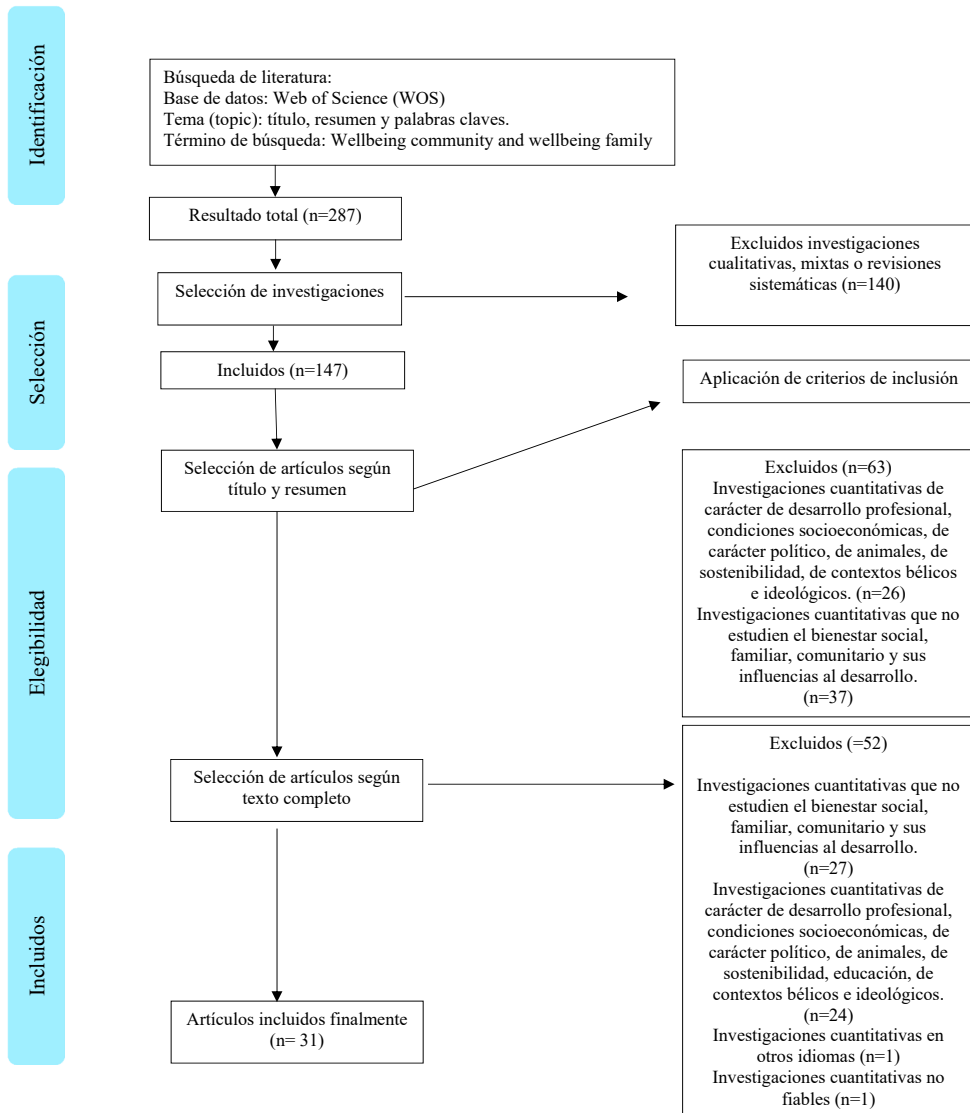 Identificación
Búsqueda de literatura:
Base de datos: Web of Science (WOS)
Tema (topic): título, resumen y palabras claves.
Término de búsqueda: Wellbeing community and wellbeing family
Resultado total (n=287)
Selección
Selección de investigaciones
Excluidos investigaciones
cualitativas, mixtas o revisiones
sistemáticas (n=140)
Incluidos (n=147)
Aplicación de criterios de inclusión
Elegibilidad
Selección de artículos según
título y resumen
Excluidos (n=63)
Investigaciones cuantitativas de
carácter de desarrollo profesional,
condiciones socioeconómicas, de
carácter político, de animales, de
sostenibilidad, de contextos bélicos
e ideológicos. (n=26)
Investigaciones cuantitativas que no
estudien el bienestar social,
familiar, comunitario y sus
influencias al desarrollo.
(n=37)
Selección de artículos según
texto completo
Excluidos (=52)
Investigaciones cuantitativas que no
estudien el bienestar social,
familiar, comunitario y sus
influencias al desarrollo.
(n=27)
Investigaciones cuantitativas de
carácter de desarrollo profesional,
condiciones socioeconómicas, de
carácter político, de animales, de
sostenibilidad, educación, de
contextos bélicos e ideológicos.
(n=24)
Investigaciones cuantitativas en
otros idiomas (n=1)
Investigaciones cuantitativas no
fiables (n=1)
Incluidos
Artículos incluidos finalmente
(n= 31)